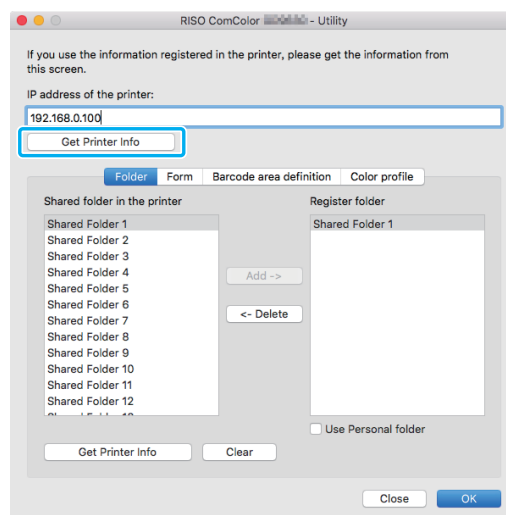 RISO ComColor - Utility
If you use the information registered in the printer, please get the information from
this screen.
IP address of the printer:
192.168.0.100
Get Printer Info
Folder Form Barcode area definition Color profile
Shared folder in the printer
Shared Folder 1
Shared Folder 2
Shared Folder 3
Shared Folder 4
Shared Folder 5
Shared Folder 6
Shared Folder 7
Shared Folder 8
Shared Folder 9
Shared Folder 10
Shared Folder 11
Shared Folder 12
Add ->
<- Delete
Register folder
Shared Folder 1
Use Personal folder
Get Printer Info
Clear
Close
OK